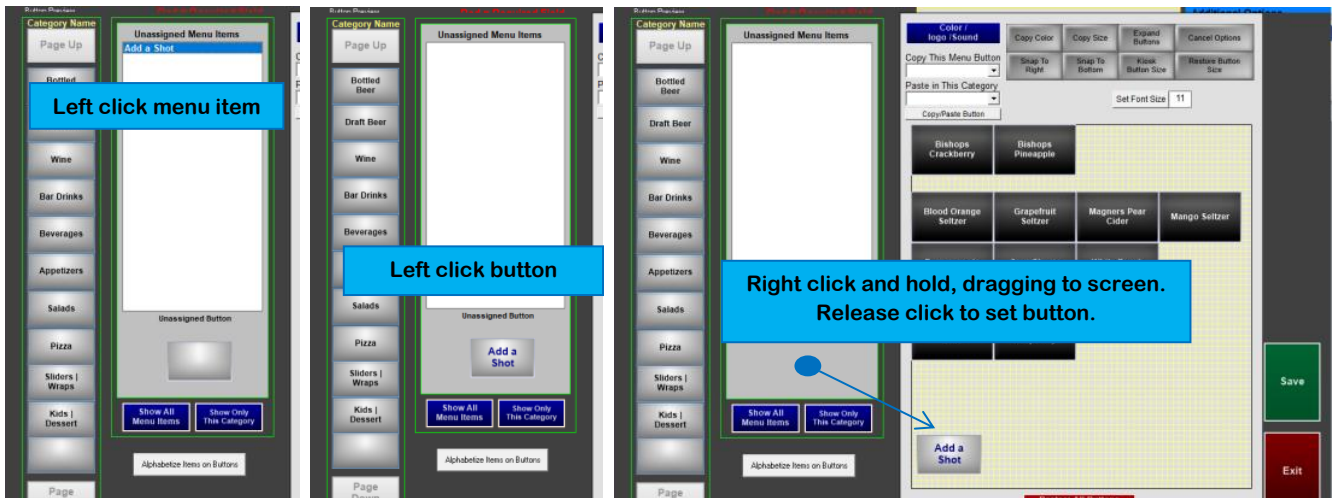 Button Preview
Category Name
Page Up
Bottled
Wine
Bar Drinks
Beverages
Appetizers
Salads
Pizza
Sliders |
Wraps
Kids |
Dessert
Page
Unassigned Menu Items
Add a Shot
Left click menu item
Unassigned Button
Show All
Menu Items
Show Only
This Category
Alphabetize Items on Buttons
Button Preview
Category Name
Page Up
Bottled
Beer
Draft Beer
Wine
Bar Drinks
Beverages
Salads
Pizza
Sliders |
Wraps
Kids |
Dessert
Page
Down
Unassigned Menu Items
Left click button
Unassigned Button
Add a
Shot
Show All
Menu Items
Show Only
This Category
Alphabetize Items on Buttons
Button Preview
Category Name
Page Up
Bottled
Beer
Draft Beer
Wine
Bar Drinks
Beverages
Appetizers
Salads
Pizza
Sliders |
Wraps
Kids |
Dessert
Page
Unassigned Menu Items
Show All
Menu Items
Show Only
This Category
Alphabetize Items on Buttons
Additional Options
Color /
logo /Sound
Copy Color
Copy Size
Expand
Buttons
Cancel Options
Copy This Menu Button
Snap To
Right
Snap To
Bottom
Kiosk
Button Size
Restore Button
Size
Paste in This Category
Set Font Size
11
Copy/Paste Button
Bishops
Crackberry
Bishops
Pineapple
Blood Orange
Seltzer
Grapefruit
Seltzer
Magners Pear
Cider
Mango Seltzer
Right click and hold, dragging to screen.
Release click to set button.
Add a
Shot
Save
Exit